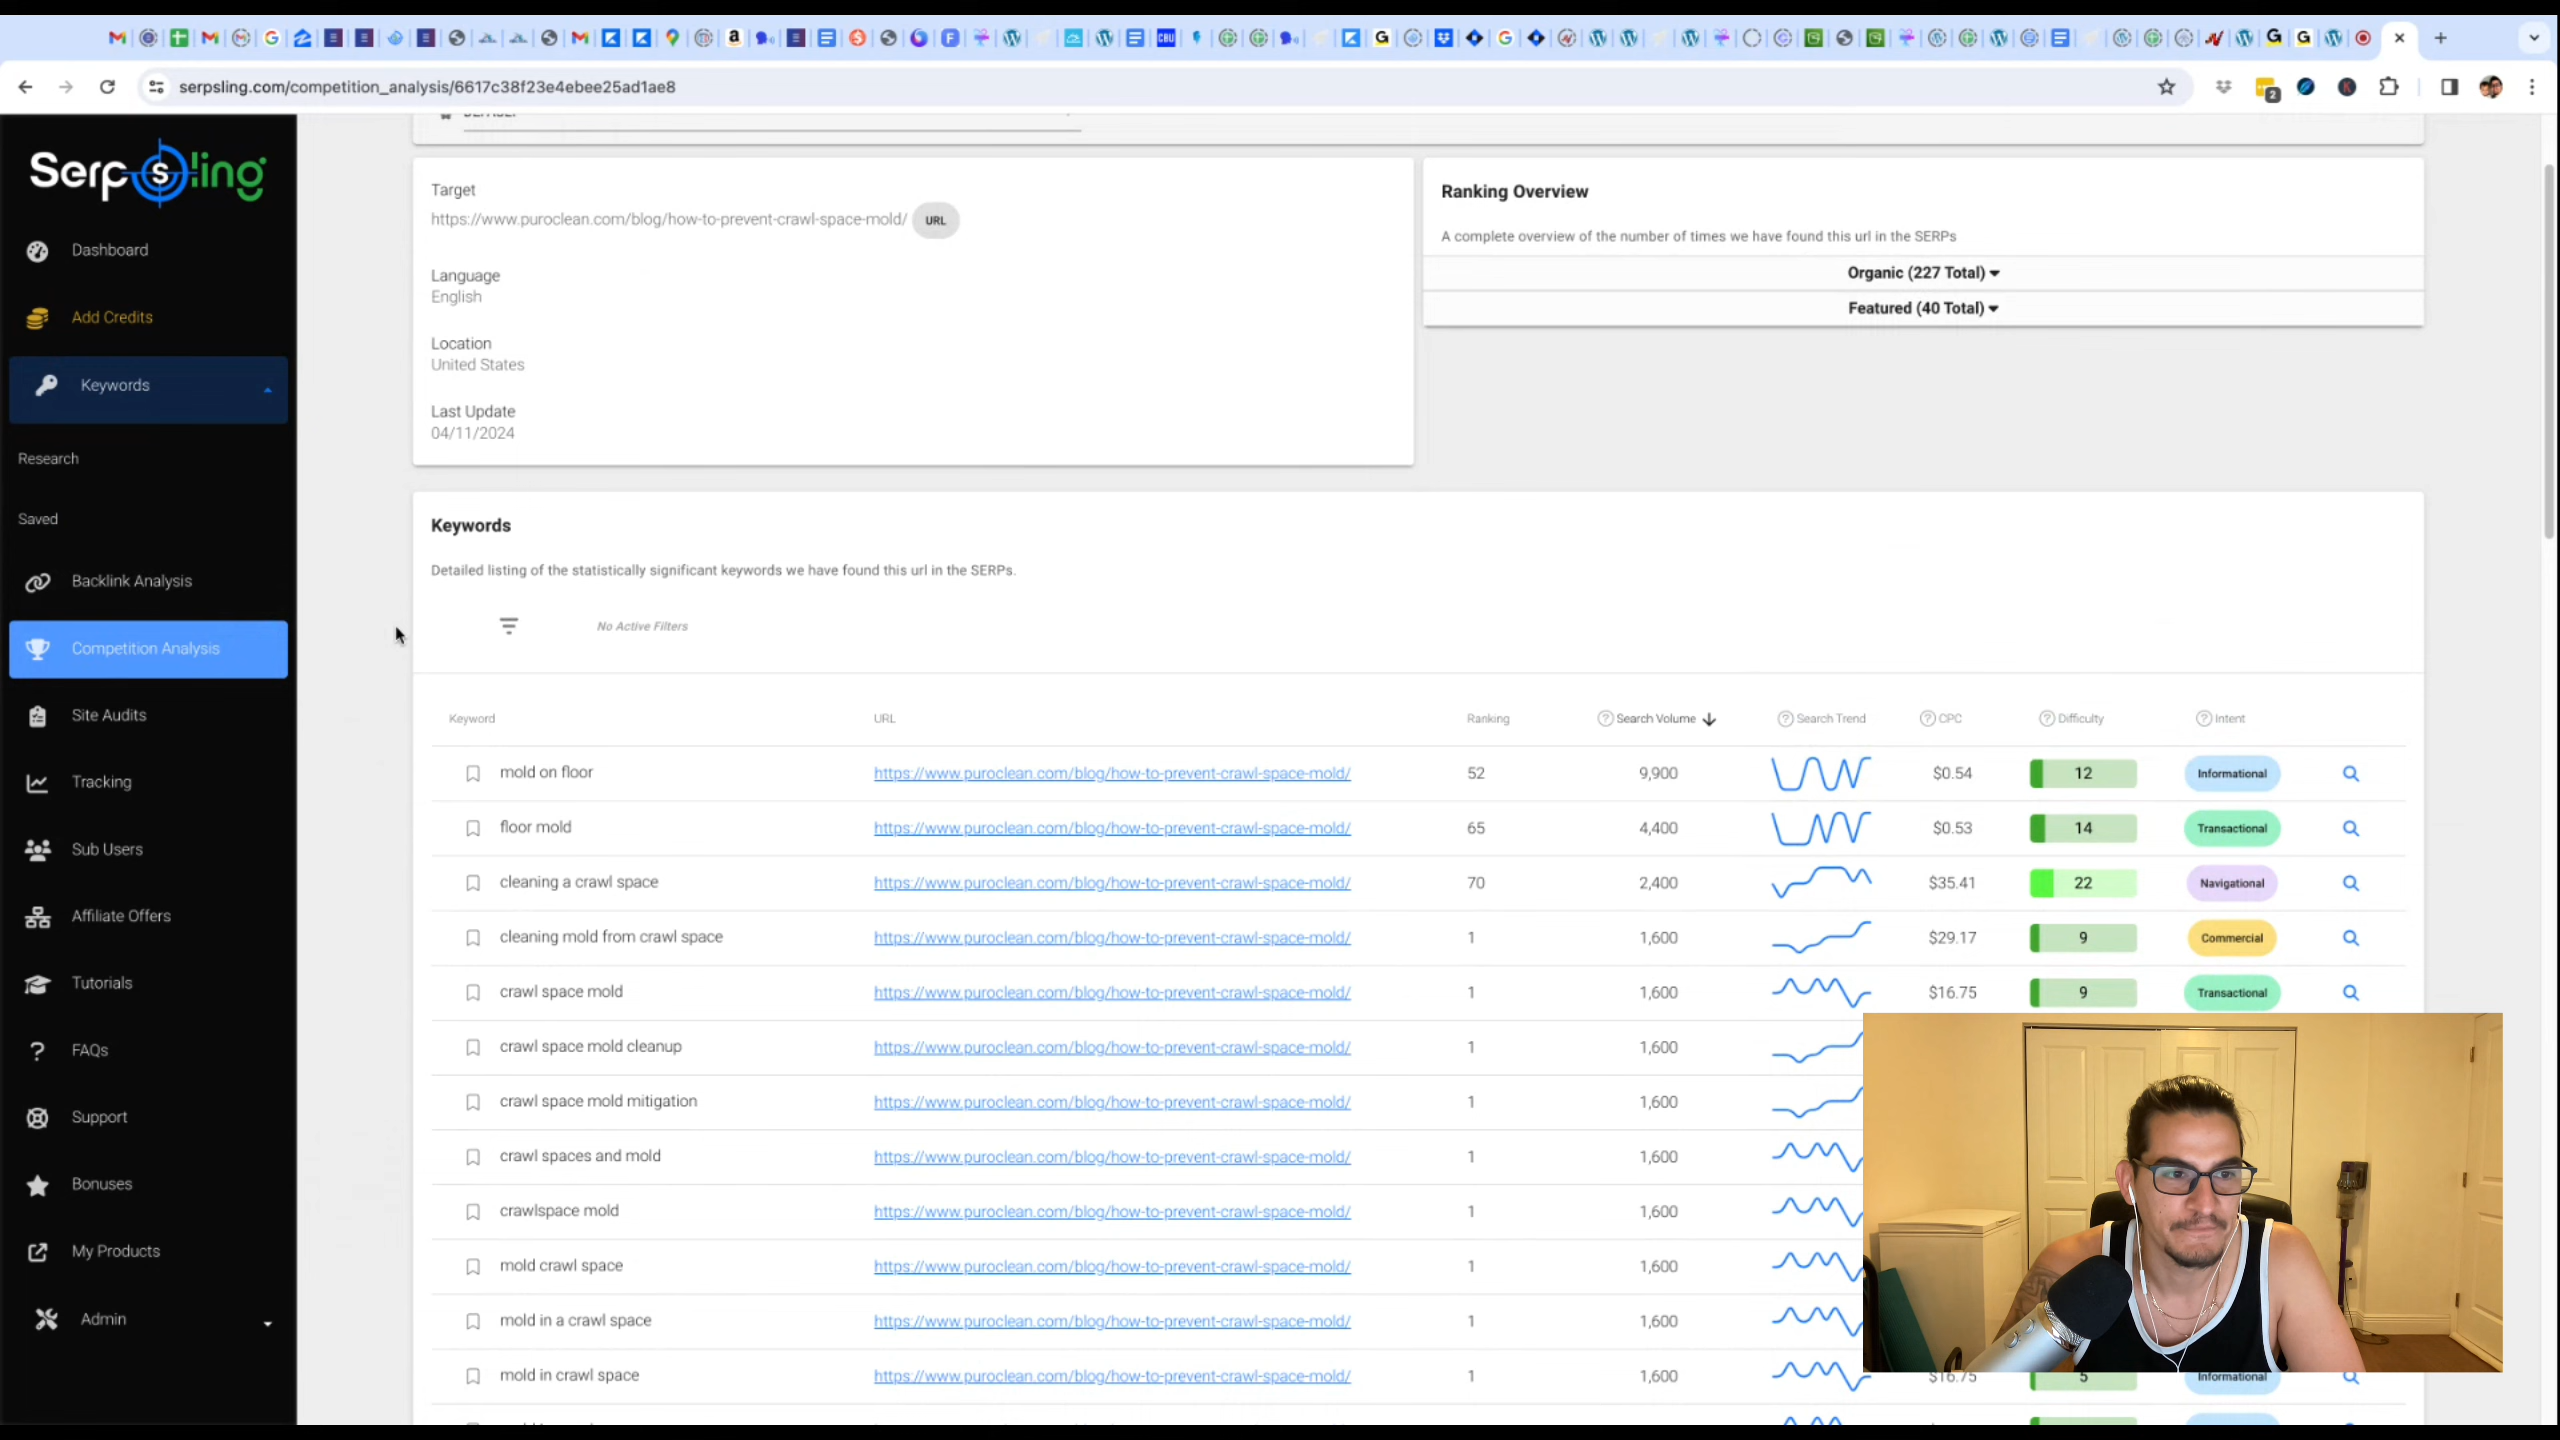 serpsling.com/competition_analysis/6617c38f23e4ebee25ad1ae8
2
Serpsling
Dashboard
Add Credits
Keywords
Research
Saved
Backlink Analysis
Competition Analysis
Site Audits
Tracking
Sub Users
Affiliate Offers
Tutorials
FAQs
Support
Bonuses
My Products
Admin
Target
https://www.puroclean.com/blog/how-to-prevent-crawl-space-mold/ URL
Language
English
Location
United States
Last Update
04/11/2024
Ranking Overview
A complete overview of the number of times we have found this url in the SERPs
Organic (227 Total)
Featured (40 Total)
Keywords
Detailed listing of the statistically significant keywords we have found this url in the SERPs.
No Active Filters
Keyword URL Ranking Search Volume Search Trend CPC Difficulty Intent
mold on floor https://www.puroclean.com/blog/how-to-prevent-crawl-space-mold/ 52 9,900 $0.54 12 Informational
floor mold https://www.puroclean.com/blog/how-to-prevent-crawl-space-mold/ 65 4,400 $0.53 14 Transactional
cleaning a crawl space https://www.puroclean.com/blog/how-to-prevent-crawl-space-mold/ 70 2,400 $35.41 22 Navigational
cleaning mold from crawl space https://www.puroclean.com/blog/how-to-prevent-crawl-space-mold/ 1 1,600 $29.17 9 Commercial
crawl space mold https://www.puroclean.com/blog/how-to-prevent-crawl-space-mold/ 1 1,600 $16.75 9 Transactional
crawl space mold cleanup https://www.puroclean.com/blog/how-to-prevent-crawl-space-mold/ 1 1,600
crawl space mold mitigation https://www.puroclean.com/blog/how-to-prevent-crawl-space-mold/ 1 1,600
crawl spaces and mold https://www.puroclean.com/blog/how-to-prevent-crawl-space-mold/ 1 1,600
crawlspace mold https://www.puroclean.com/blog/how-to-prevent-crawl-space-mold/ 1 1,600
mold crawl space https://www.puroclean.com/blog/how-to-prevent-crawl-space-mold/ 1 1,600
mold in a crawl space https://www.puroclean.com/blog/how-to-prevent-crawl-space-mold/ 1 1,600
mold in crawl space https://www.puroclean.com/blog/how-to-prevent-crawl-space-mold/ 1 1,600 $16.75 5 Informational